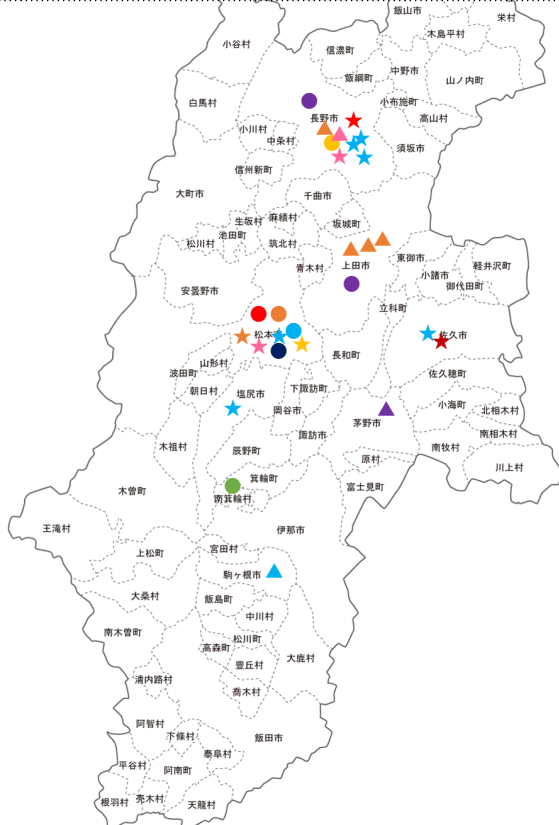 飯山市
栄村
小谷村
信濃町
木島平村
飯綱町
中野市
山ノ内町
白馬村
小布施町
小川村
長野市
高山村
中条村
須坂市
信州新町
大町市
千曲市
生坂村
麻績村
坂城町
池田町
松川村
筑北村
青木村
上田市
東御市
軽井沢町
小諸市
御代田町
安曇野市
立科町
松本
佐久市
長和町
山形村
波田町
佐久穂町
朝日村
塩尻市
下諏訪町
岡谷市
茅野市
小海町
北相木村
諏訪市
南相木村
木祖村
辰野町
原村
南牧村
川上村
箕輪町
富士見町
木曽町
南箕輪村
王滝村
伊那市
上松町
宮田村
駒ヶ根市
大桑村
飯島町
中川村
南木曽町
松川町
高森町
大鹿村
豊丘村
清内路村
喬木村
阿智村
下條村
飯田市
泰阜村
平谷村
阿南町
根羽村
売木村
天龍村